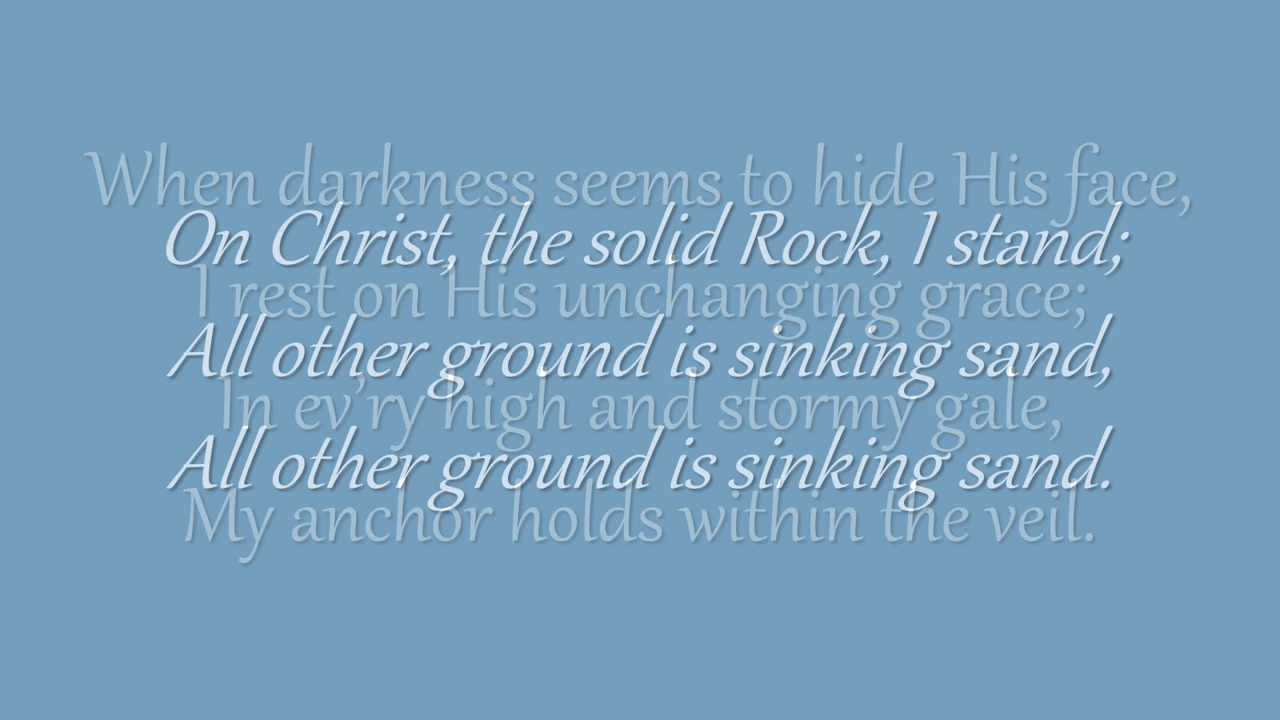 When darkness seems to hide His face,
On Christ, the solid Rock, I stand;
I rest on His unchanging grace;
All other ground is sinking sand,
In ev’ry high and stormy gale,
All other ground is sinking sand.
My anchor holds within the veil.